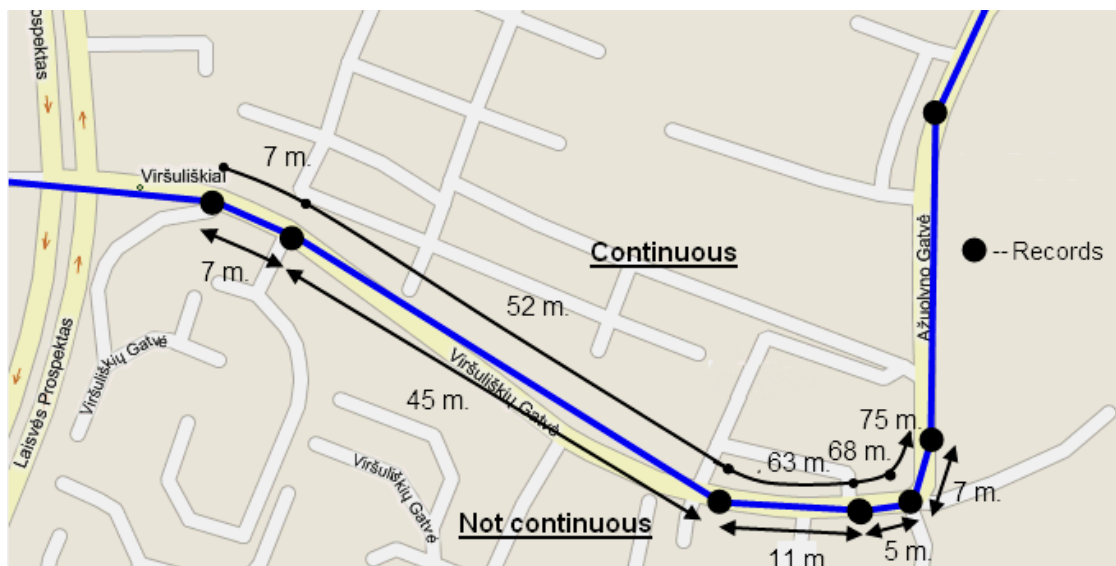 ospektas
Viršuliškiai
7 m.
7 m.
Continuous
-- Records
Ažuolyno Gatvė
52 m.
Viršuliškių Gatvė
Viršuliškių Gatvė
Laisvės Prospektas
45 m.
75 m.
68 m.
63 m.
Viršuliškių Gatvė
7 m.
Not continuous
11 m.
5 m.